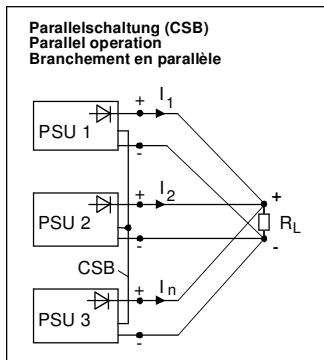 Parallelschaltung (CSB)
Parallel operation
Branchement en parallèle
+ I1
PSU 1
-
+ I2
+
PSU 2
RL
-
-
CSB
+ In
PSU 3
-